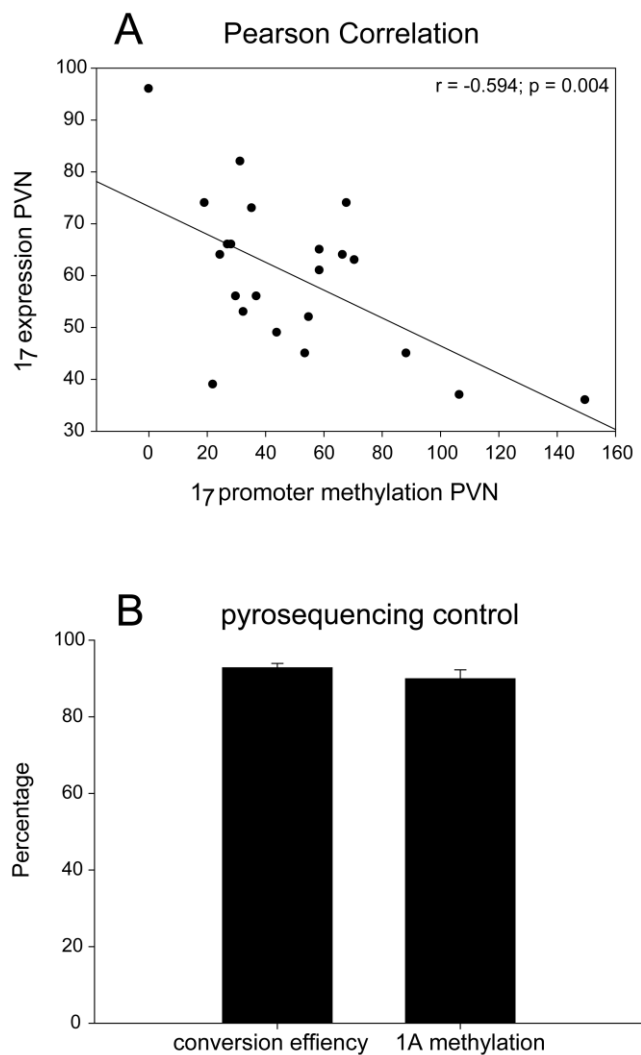 A Pearson Correlation
r = -0.594; p = 0.004
100
90
80
70
60
50
40
30
17 expression PVN
0 20 40 60 80 100 120 140 160
17 promoter methylation PVN
B pyrosequencing control
100
80
60
40
20
0
Percentage
conversion effiency 1A methylation